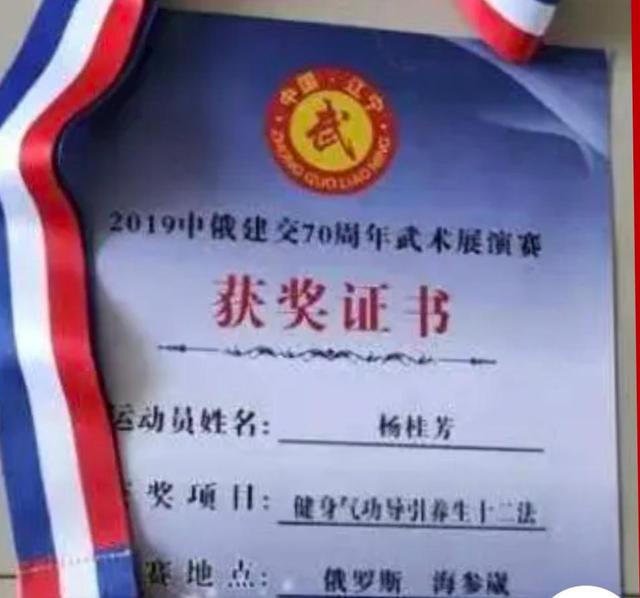 中国·辽宁
武
ZHONG GUO LIAO NING
2019中俄建交70周年武术展演赛
获奖证书
运动员姓名：杨桂芳
奖项目：健身气功导引养生十二法
赛地点：俄罗斯 海参崴